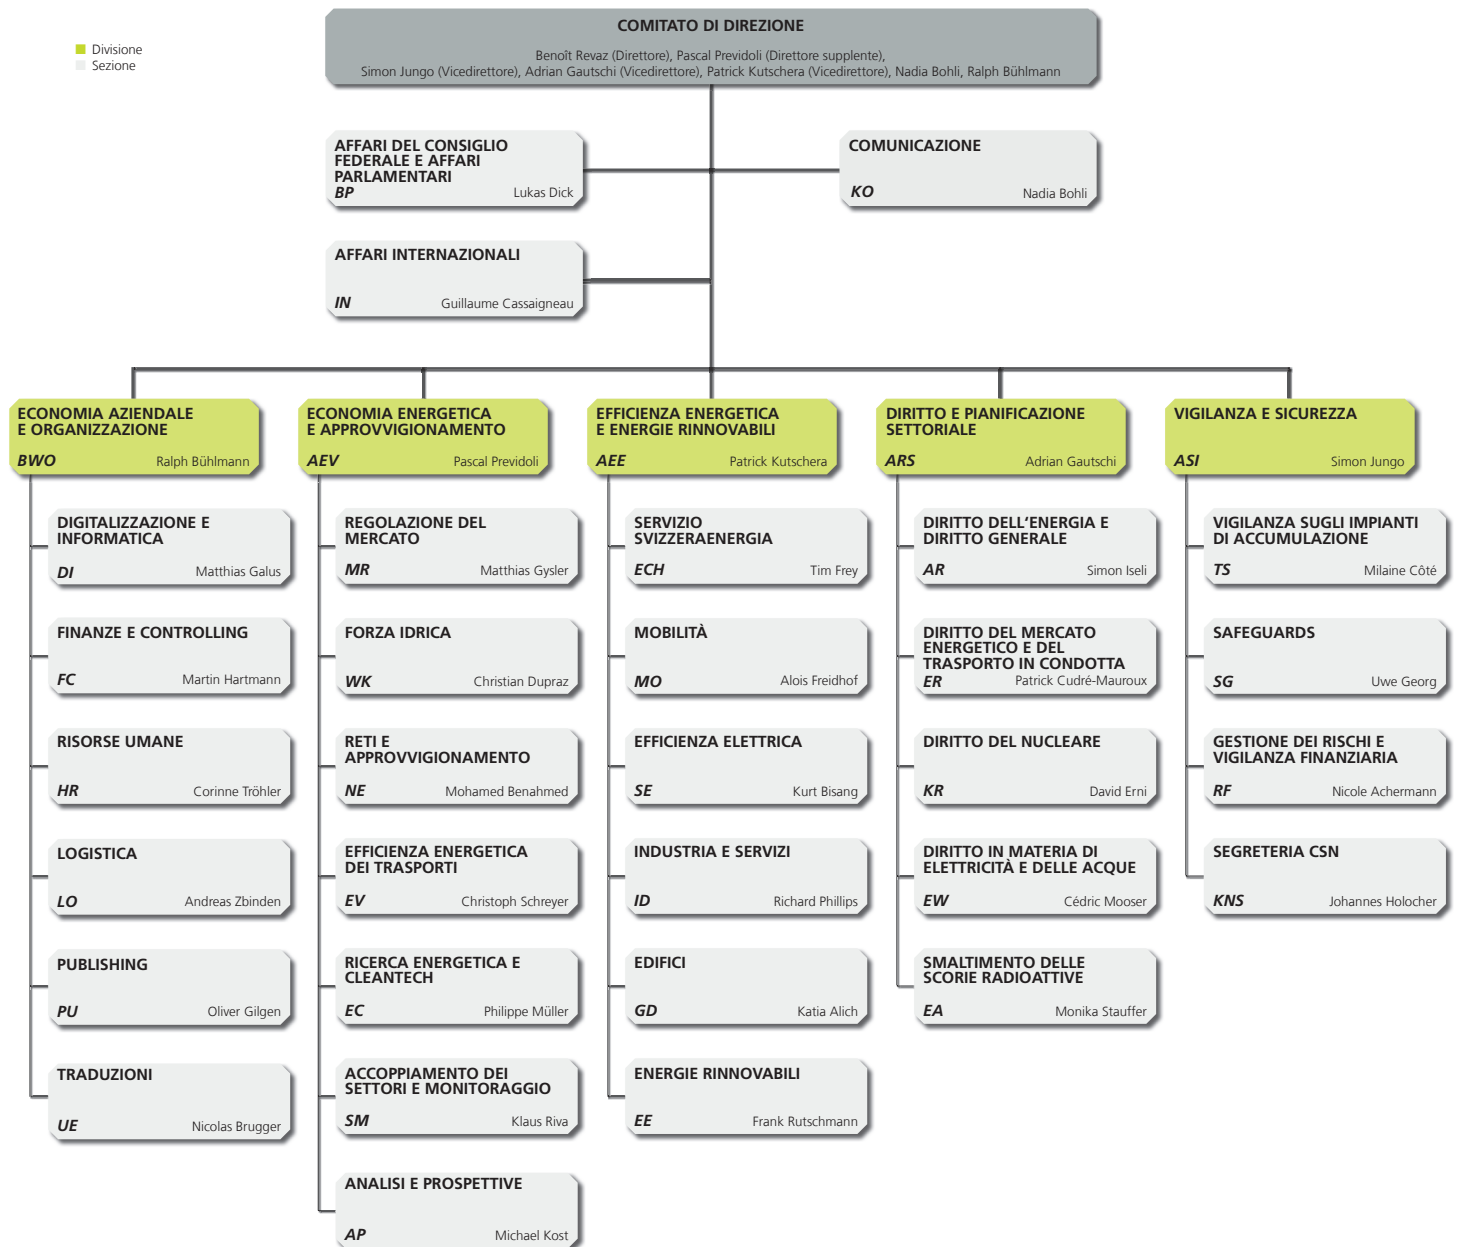 COMITATO DI DIREZIONE
Benoît Revaz (Direttore), Pascal Previdoli (Direttore supplente),
Simon Jungo (Vicedirettore), Adrian Gautschi (Vicedirettore), Patrick Kutschera (Vicedirettore), Nadia Bohli, Ralph Bühlmann
Divisione
Sezione
AFFARI DEL CONSIGLIO
FEDERALE E AFFARI
PARLAMENTARI
BP Lukas Dick
COMUNICAZIONE
KO Nadia Bohli
AFFARI INTERNAZIONALI
IN Guillaume Cassaigneau
ECONOMIA AZIENDALE
E ORGANIZZAZIONE
BWO Ralph Bühlmann
DIGITALIZZAZIONE E
INFORMATICA
DI Matthias Galus
FINANZE E CONTROLLING
FC Martin Hartmann
RISORSE UMANE
HR Corinne Tröhler
LOGISTICA
LO Andreas Zbinden
PUBLISHING
PU Oliver Gilgen
TRADUZIONI
UE Nicolas Brugger
ECONOMIA ENERGETICA
E APPROVVIGIONAMENTO
AEV Pascal Previdoli
REGOLAZIONE DEL
MERCATO
MR Matthias Gysler
FORZA IDRICA
WK Christian Dupraz
RETI E
APPROVVIGIONAMENTO
NE Mohamed Benahmed
EFFICIENZA ENERGETICA
DEI TRASPORTI
EV Christoph Schreyer
RICERCA ENERGETICA E
CLEANTECH
EC Philippe Müller
ACCOPPIAMENTO DEI
SETTORI E MONITORAGGIO
SM Klaus Riva
ANALISI E PROSPETTIVE
AP Michael Kost
EFFICIENZA ENERGETICA
E ENERGIE RINNOVABILI
AEE Patrick Kutschera
SERVIZIO
SVIZZERAENERGIA
ECH Tim Frey
MOBILITÀ
MO Alois Freidhof
EFFICIENZA ELETTRICA
SE Kurt Bisang
INDUSTRIA E SERVIZI
ID Richard Phillips
EDIFICI
GD Katia Alich
ENERGIE RINNOVABILI
EE Frank Rutschmann
DIRITTO E PIANIFICAZIONE
SETTORIALE
ARS Adrian Gautschi
DIRITTO DELL'ENERGIA E
DIRITTO GENERALE
AR Simon Iseli
DIRITTO DEL MERCATO
ENERGETICO E DEL
TRASPORTO IN CONDOTTA
ER Patrick Cudré-Mauroux
DIRITTO DEL NUCLEARE
KR David Erni
DIRITTO IN MATERIA DI
ELETTRICITÀ E DELLE ACQUE
EW Cédric Mooser
SMALTIMENTO DELLE
SCORIE RADIOATTIVE
EA Monika Stauffer
VIGILANZA E SICUREZZA
ASI Simon Jungo
VIGILANZA SUGLI IMPIANTI
DI ACCUMULAZIONE
TS Milaine Côté
SAFEGUARDS
SG Uwe Georg
GESTIONE DEI RISCHI E
VIGILANZA FINANZIARIA
RF Nicole Achermann
SEGRETERIA CSN
KNS Johannes Holocher